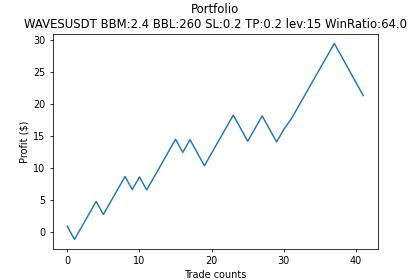 Portfolio
WAVESUSDT BBM:2.4 BBL:260 SL:0.2 TP:0.2 lev:15 WinRatio:64.0
30
25
20
15
10
5
0
Profit ($)
0 10 20 30 40
Trade counts